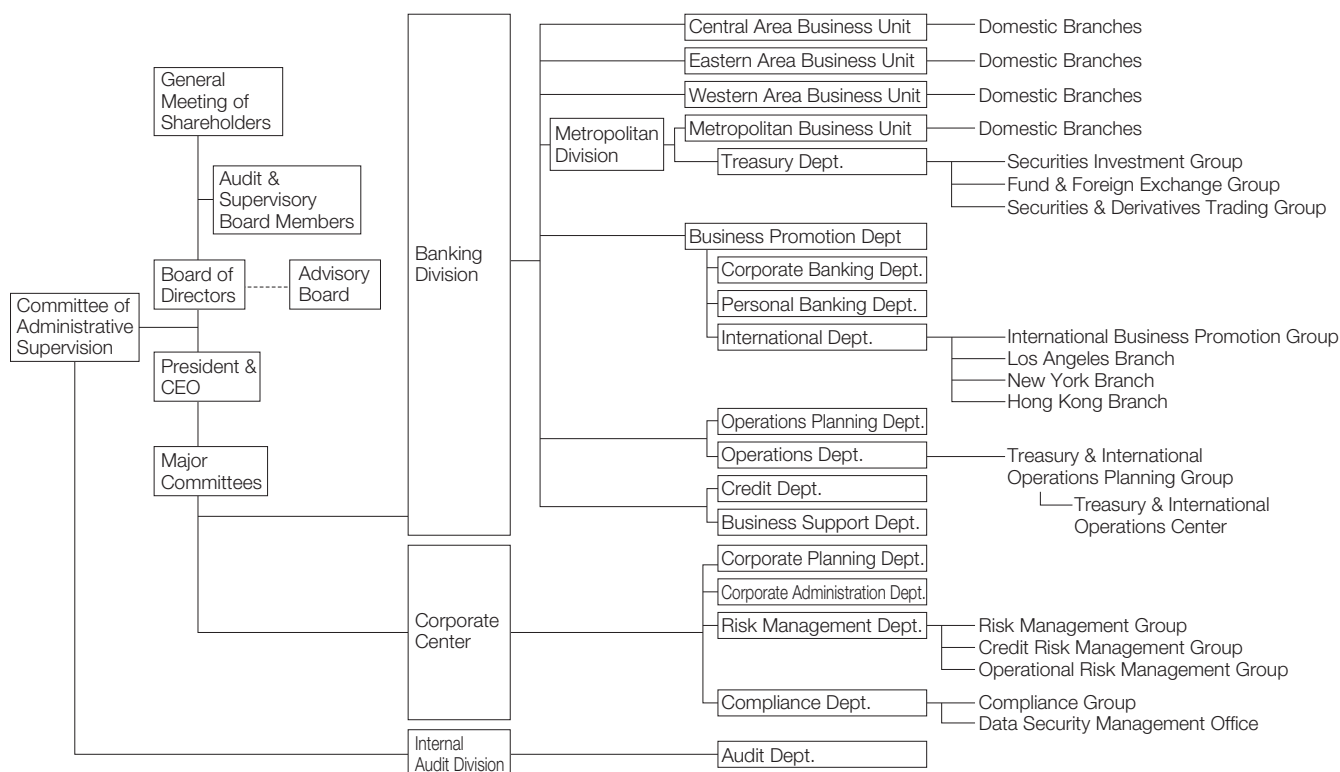 General
Meeting of
Shareholders
Audit &
Supervisory
Board Members
Board of
Directors
Advisory
Board
Committee of
Administrative
Supervision
President &
CEO
Major
Committees
Banking
Division
Central Area Business Unit
Domestic Branches
Eastern Area Business Unit
Domestic Branches
Western Area Business Unit
Domestic Branches
Metropolitan
Division
Metropolitan Business Unit
Domestic Branches
Treasury Dept.
Securities Investment Group
Fund & Foreign Exchange Group
Securities & Derivatives Trading Group
Business Promotion Dept
Corporate Banking Dept.
Personal Banking Dept.
International Dept.
International Business Promotion Group
Los Angeles Branch
New York Branch
Hong Kong Branch
Operations Planning Dept.
Operations Dept.
Treasury & International
Operations Planning Group
Treasury & International
Operations Center
Credit Dept.
Business Support Dept.
Corporate
Center
Corporate Planning Dept.
Corporate Administration Dept.
Risk Management Dept.
Risk Management Group
Credit Risk Management Group
Operational Risk Management Group
Compliance Dept.
Compliance Group
Data Security Management Office
Internal
Audit Division
Audit Dept.